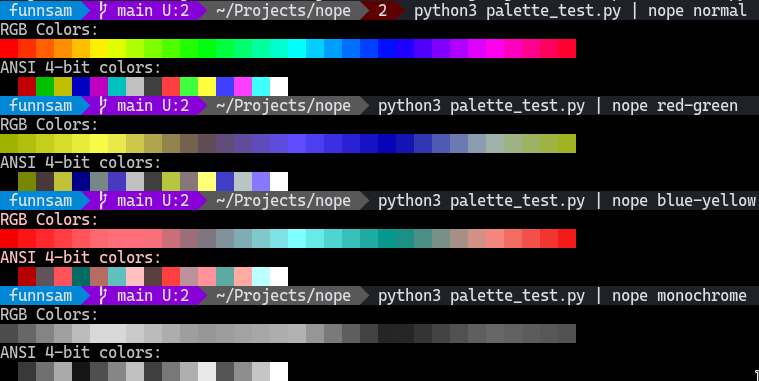 funnsam main U:2 ~/Projects/nope 2 python3 palette_test.py | nope normal
RGB Colors:
ANSI 4-bit colors:
funnsam main U:2 ~/Projects/nope python3 palette_test.py | nope red-green
RGB Colors:
ANSI 4-bit colors:
funnsam main U:2 ~/Projects/nope python3 palette_test.py | nope blue-yellow
RGB Colors:
ANSI 4-bit colors:
funnsam main U:2 ~/Projects/nope python3 palette_test.py | nope monochrome
RGB Colors:
ANSI 4-bit colors: